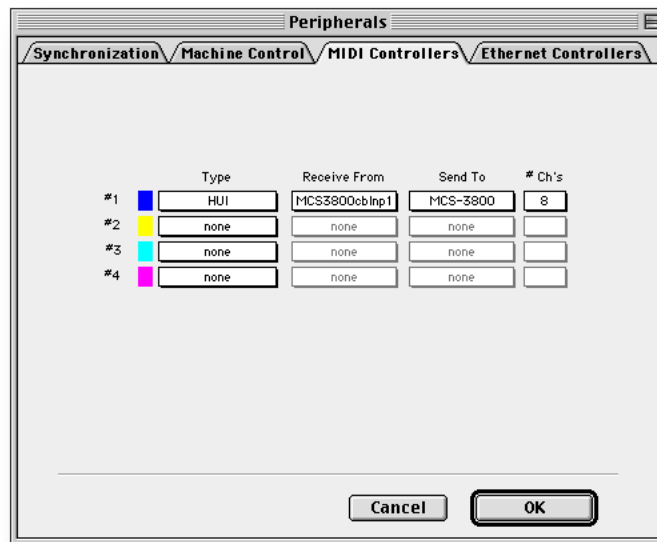 Peripherals
Synchronization Machine Control MIDI Controllers Ethernet Controllers
Type Receive From Send To # Ch's
#1 HUI MCS3800cbInp1 MCS-3800 8
#2 none none none
#3 none none none
#4 none none none
Cancel OK